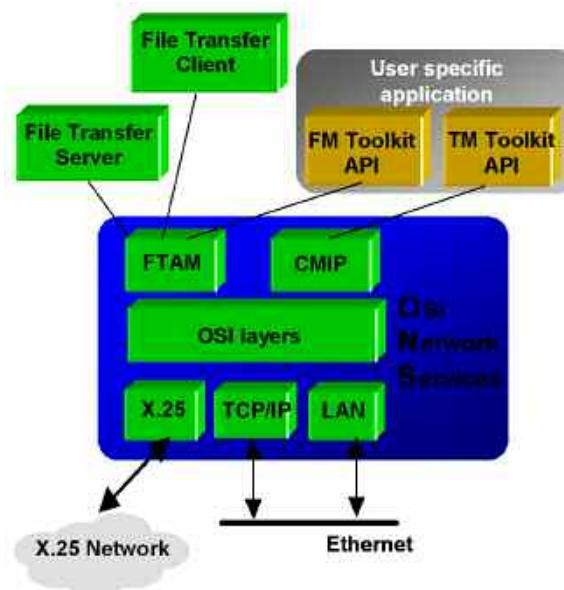 File Transfer
Client
User specific
application
File Transfer
Server
FM Toolkit
API
TM Toolkit
API
FTAM
CMIP
OSI layers
OSI
Network
Services
X.25
TCP/IP
LAN
X.25 Network
Ethernet